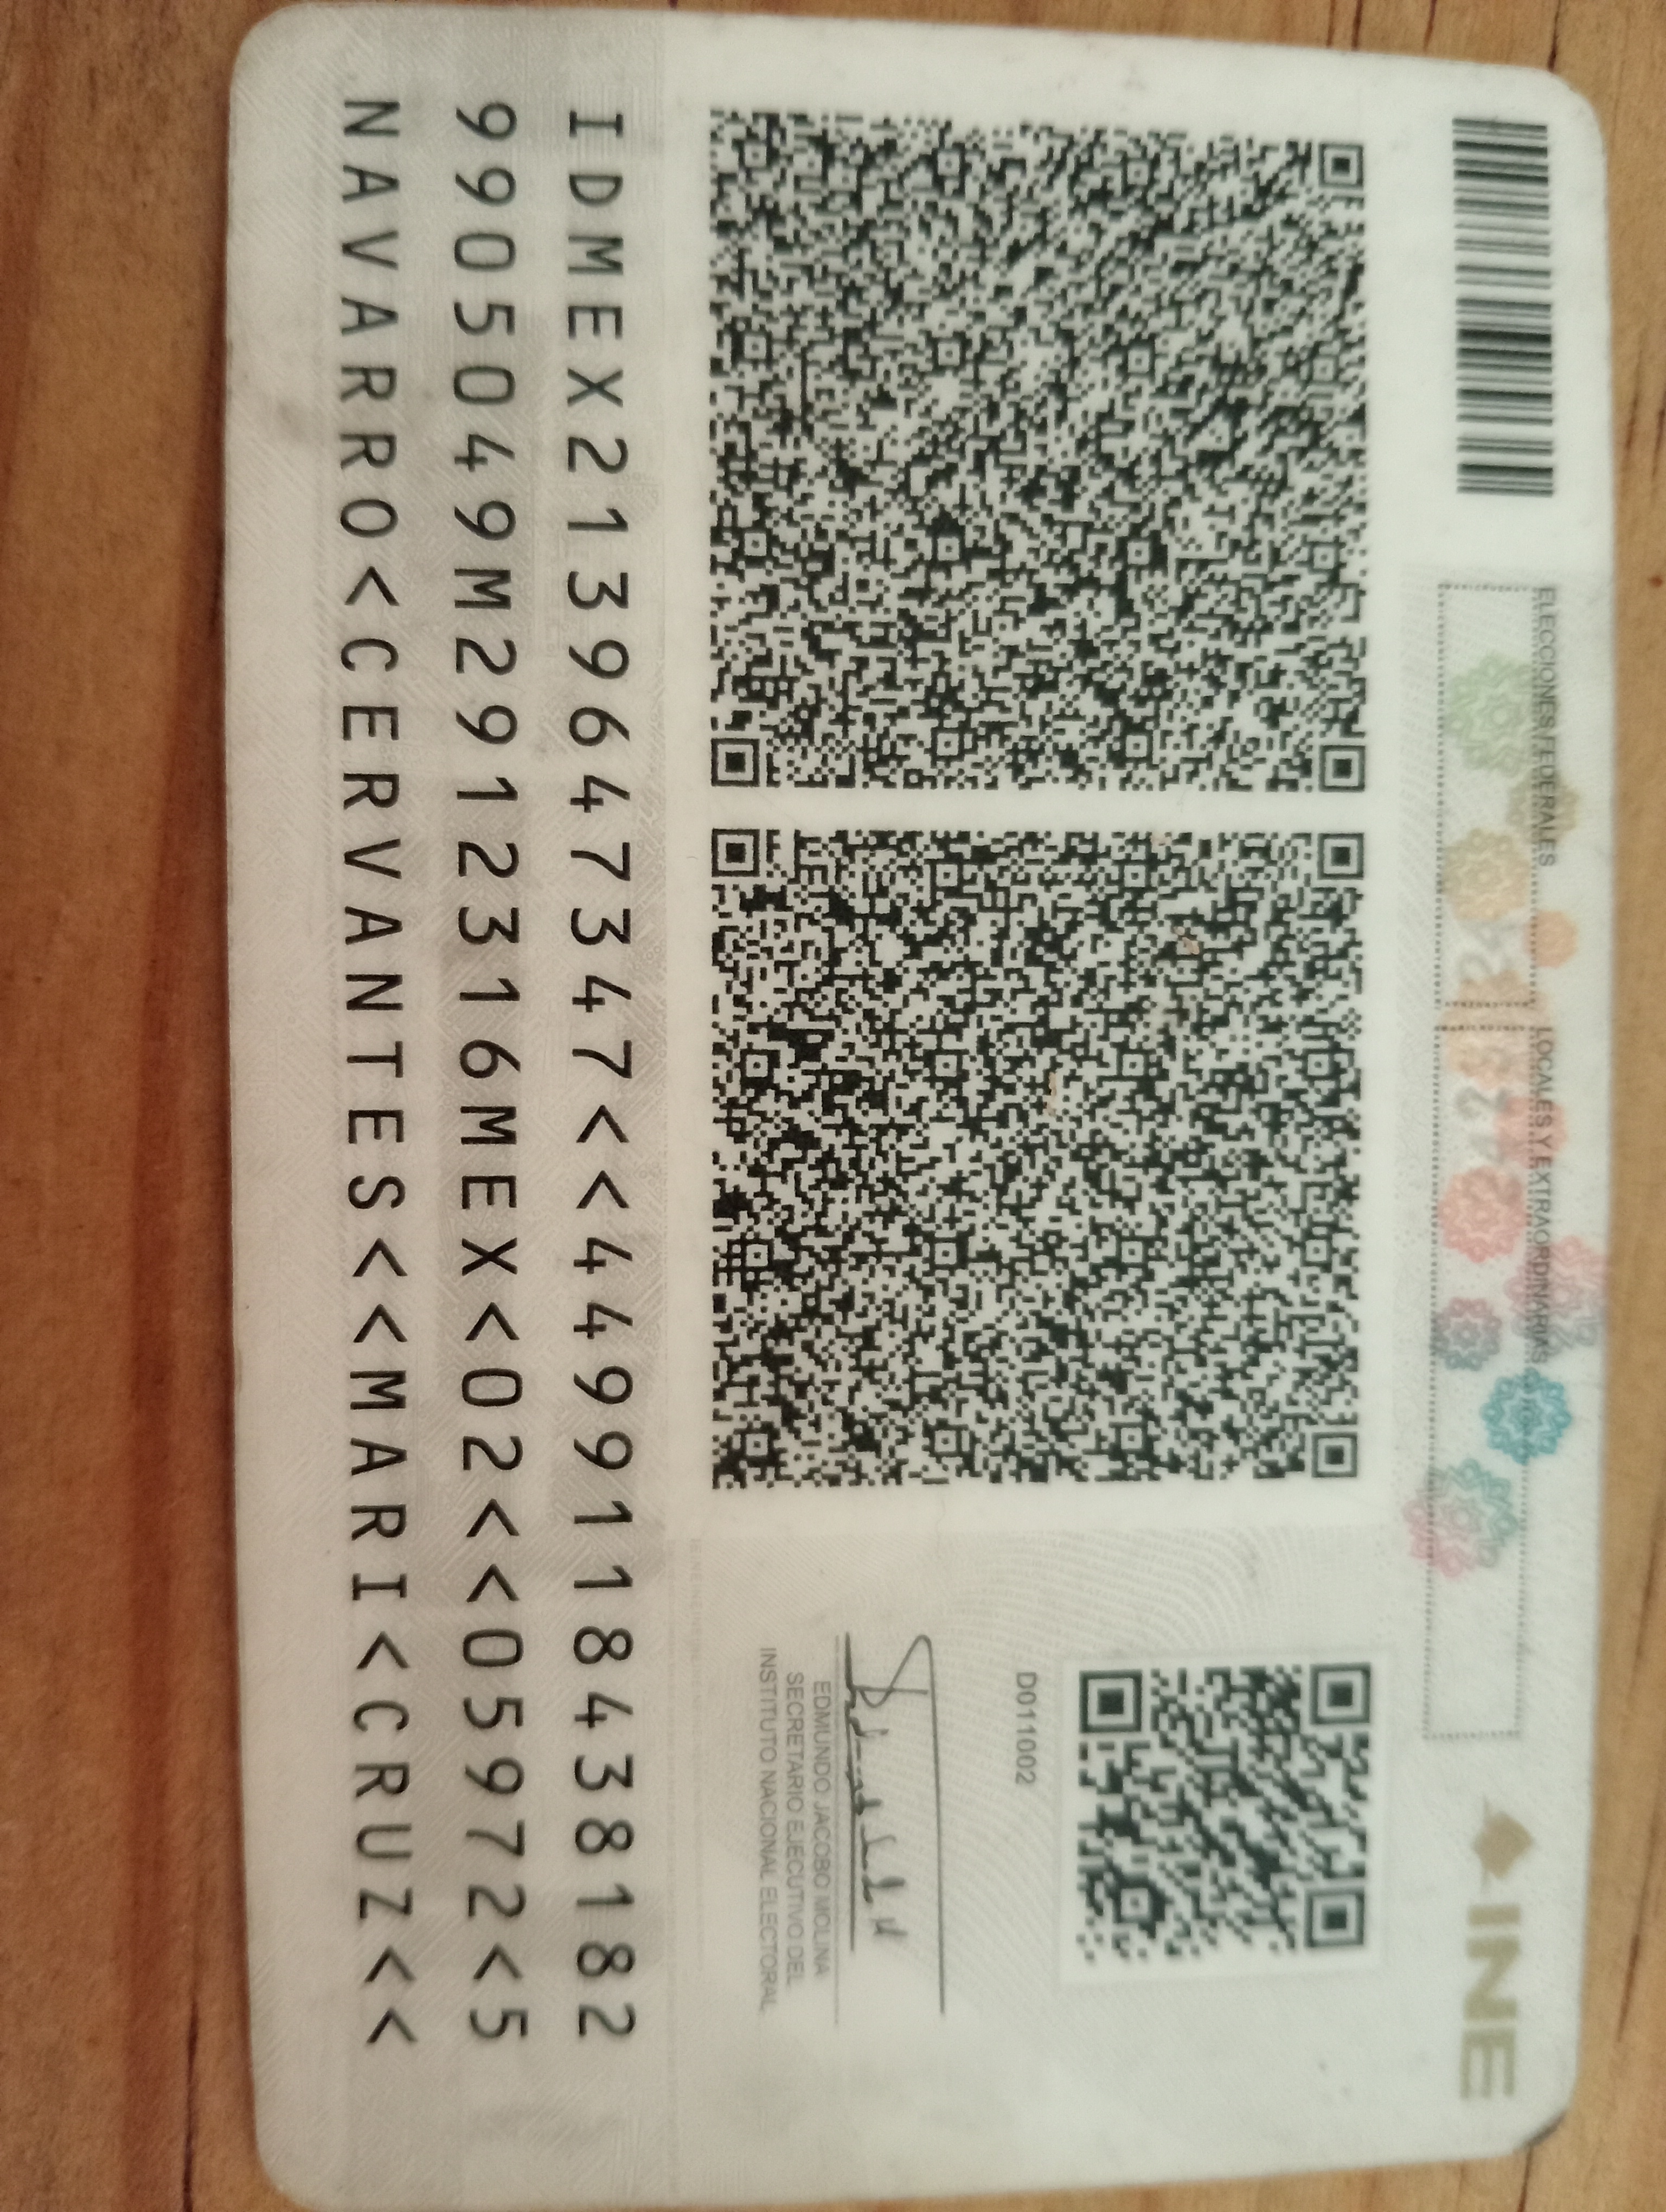 INE
ELECCIONES FEDERALES
LOCALES Y EXTRAORDINARIAS
D011002
EDMUNDO JACOBO MOLINA
SECRETARIO EJECUTIVO DEL
INSTITUTO NACIONAL ELECTORAL
IDMEX2139647347<<4499118438182
9905049M2912316MEX<02<<05972<5
NAVARRO<CERVANTES<<MARI<CRUZ<<